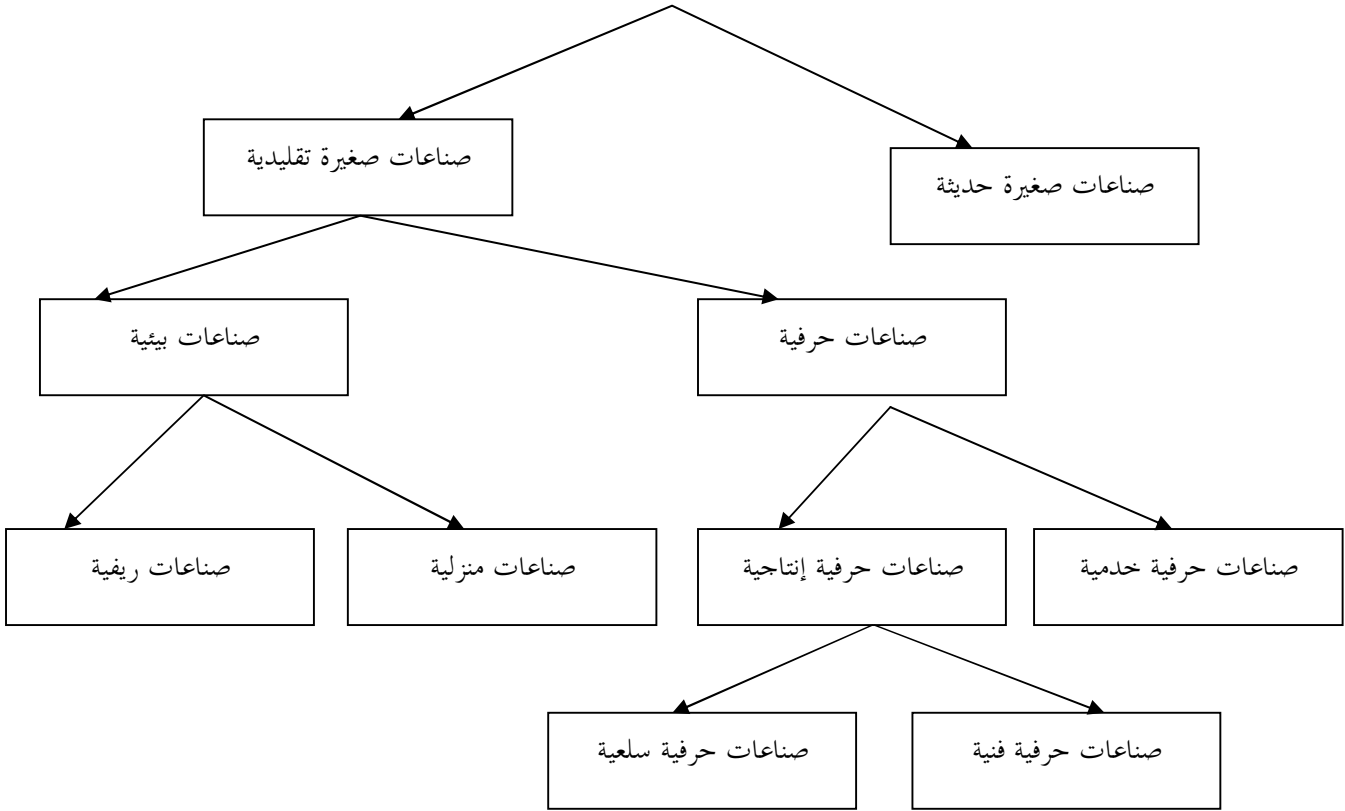 صناعات صغيرة حديثة
صناعات صغيرة تقليدية
صناعات حرفية
صناعات بيئية
صناعات حرفية خدمية
صناعات حرفية إنتاجية
صناعات منزلية
صناعات ريفية
صناعات حرفية فنية
صناعات حرفية سلعية